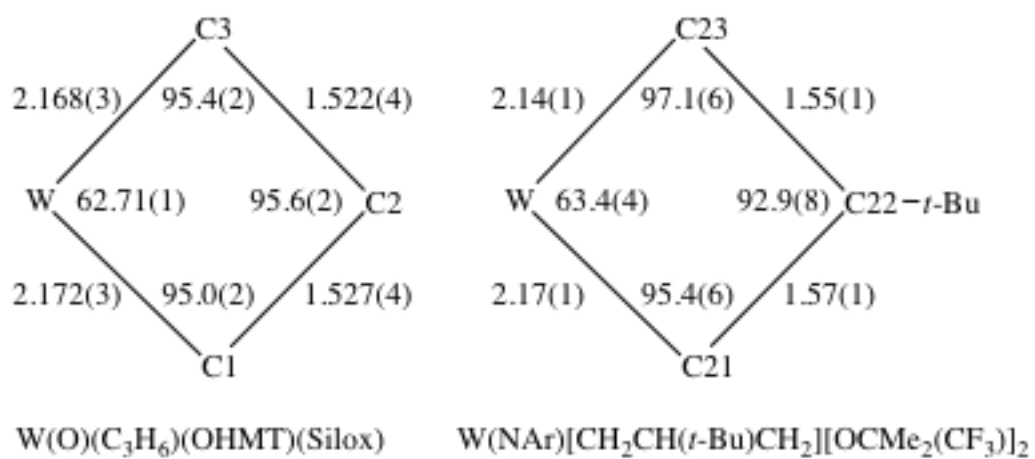 C3 C23
2.168(3) 95.4(2) 1.522(4) 2.14(1) 97.1(6) 1.55(1)
W 62.71(1) 95.6(2) C2 W 63.4(4) 92.9(8) C22–t-Bu
2.172(3) 95.0(2) 1.527(4) 2.17(1) 95.4(6) 1.57(1)
C1 C21
W(O)(C₃H₆)(OHMT)(Silox) W(NAr)[CH₂CH(t-Bu)CH₂][OCMe₂(CF₃)]₂